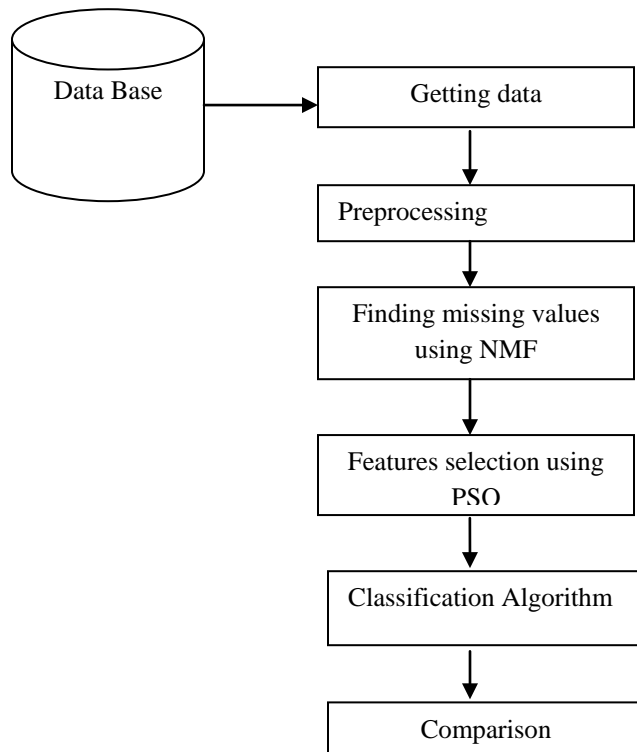 Data Base
Getting data
Preprocessing
Finding missing values
using NMF
Features selection using
PSO
Classification Algorithm
Comparison